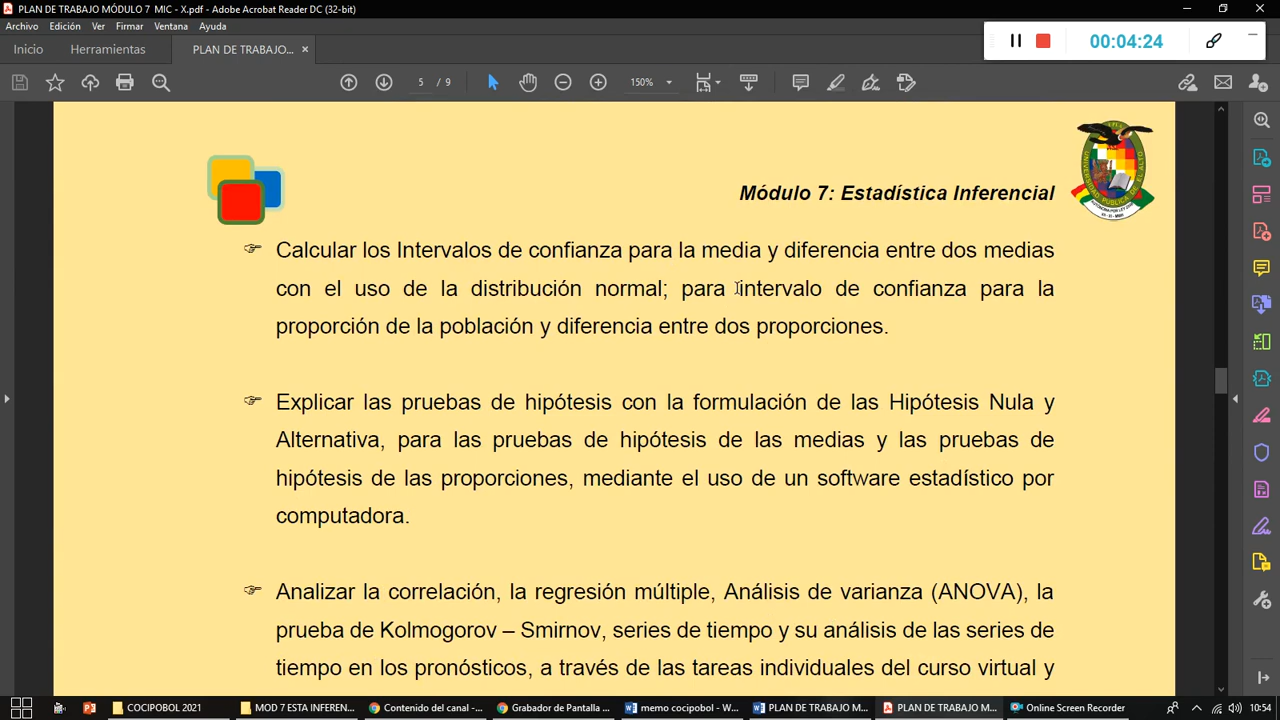 PLAN DE TRABAJO MÓDULO 7 MIC - X.pdf - Adobe Acrobat Reader DC (32-bit)
Archivo Edición Ver Firmar Ventana Ayuda
Inicio Herramientas PLAN DE TRABAJO... ×
00:04:24
5 / 9 150%
Módulo 7: Estadística Inferencial
UNIVERSIDAD PÚBLICA DE EL ALTO
Calcular los Intervalos de confianza para la media y diferencia entre dos medias
con el uso de la distribución normal; para intervalo de confianza para la
proporción de la población y diferencia entre dos proporciones.
Explicar las pruebas de hipótesis con la formulación de las Hipótesis Nula y
Alternativa, para las pruebas de hipótesis de las medias y las pruebas de
hipótesis de las proporciones, mediante el uso de un software estadístico por
computadora.
Analizar la correlación, la regresión múltiple, Análisis de varianza (ANOVA), la
prueba de Kolmogorov – Smirnov, series de tiempo y su análisis de las series de
tiempo en los pronósticos, a través de las tareas individuales del curso virtual y
COCIPOBOL 2021 MOD 7 ESTA INFEREN... Contenido del canal -... Grabador de Pantalla ... memo cocipobol - W... PLAN DE TRABAJO M... PLAN DE TRABAJO M... Online Screen Recorder 10:54